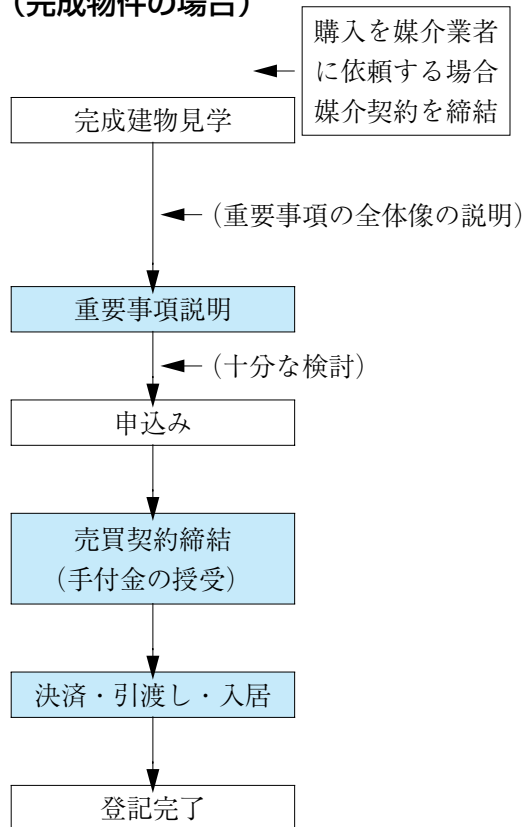 （完成物件の場合）
購入を媒介業者
に依頼する場合
媒介契約を締結
完成建物見学
（重要事項の全体像の説明）
重要事項説明
（十分な検討）
申込み
売買契約締結
（手付金の授受）
決済・引渡し・入居
登記完了